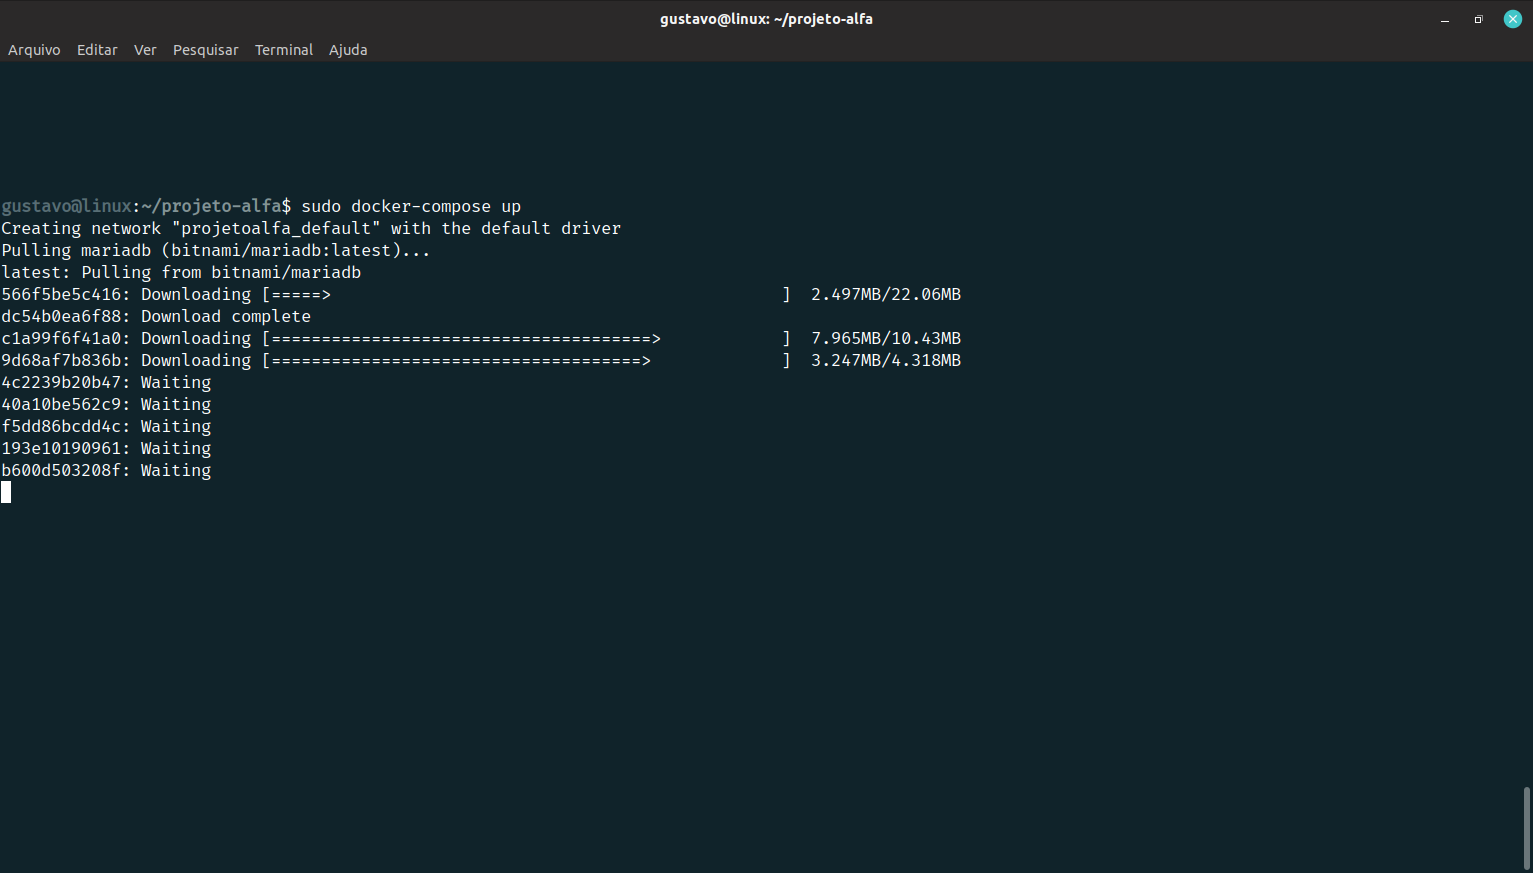 gustavo@linux: ~/projeto-alfa
Arquivo Editar Ver Pesquisar Terminal Ajuda
gustavo@linux:~/projeto-alfa$ sudo docker-compose up
Creating network "projetoalfa_default" with the default driver
Pulling mariadb (bitnami/mariadb:latest)...
latest: Pulling from bitnami/mariadb
566f5be5c416: Downloading [=====>                                             ]  2.497MB/22.06MB
dc54b0ea6f88: Download complete
c1a99f6f41a0: Downloading [======================================>            ]  7.965MB/10.43MB
9d68af7b836b: Downloading [=====================================>             ]  3.247MB/4.318MB
4c2239b20b47: Waiting
40a10be562c9: Waiting
f5dd86bcdd4c: Waiting
193e10190961: Waiting
b600d503208f: Waiting